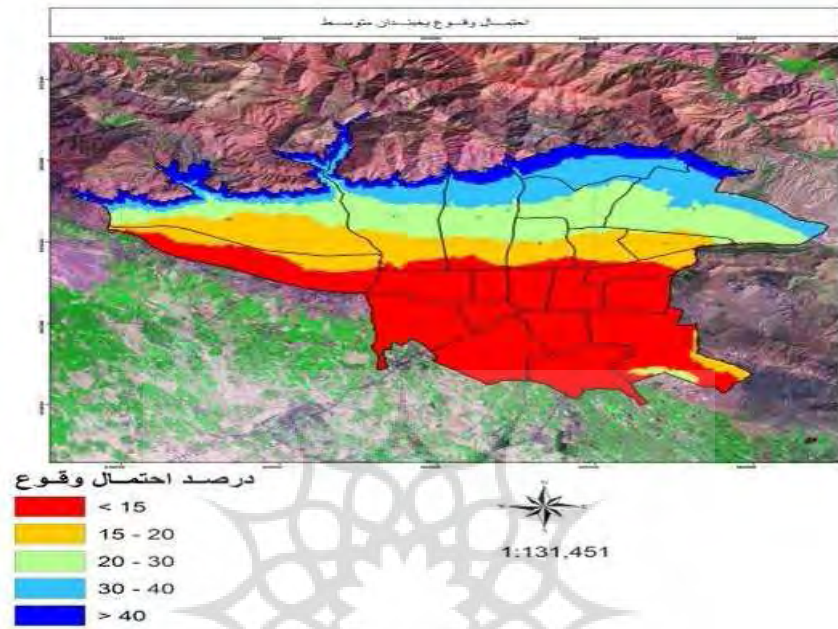 احتمال وقوع یخبندان متوسط
درصد احتمال وقوع
< 15
15 - 20
20 - 30
30 - 40
> 40
1:131,451